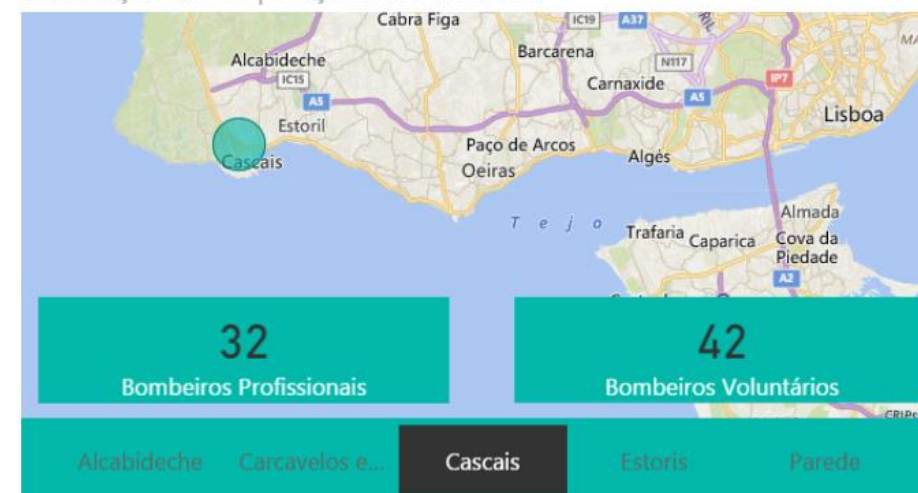 Cabra Figa
IC19
A37
Barcarena
Alcabideche
N117
IC15
Carnaxide
IP7
A5
A5
Lisboa
Estoril
Paço de Arcos
Cascais
Algés
Oeiras
Tejo
Almada
Trafaria
Caparica
Cova da
Piedade
A2
32
42
Bombeiros Profissionais
Bombeiros Voluntários
Alcabideche
Carcavelos e...
Cascais
Estoris
Parede